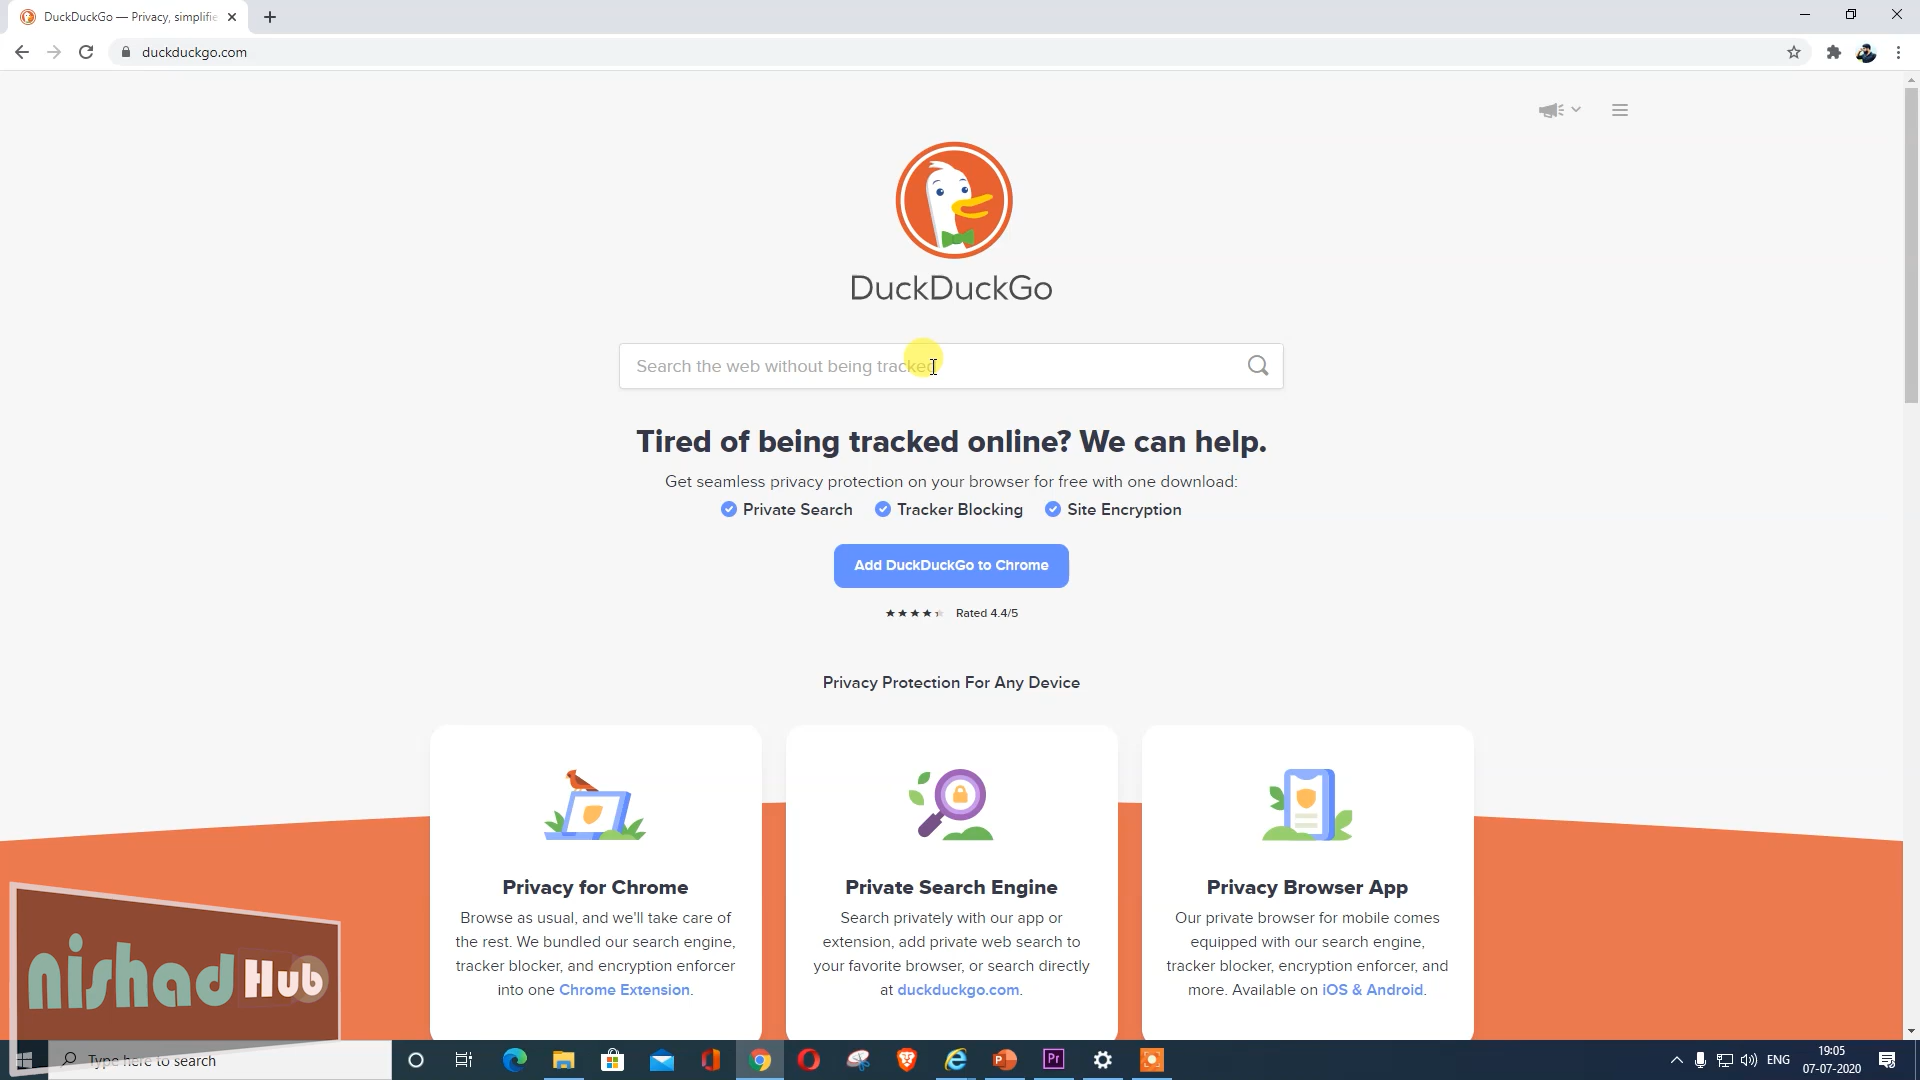 DuckDuckGo — Privacy, simplifie
duckduckgo.com
DuckDuckGo
Search the web without being tracked
Tired of being tracked online? We can help.
Get seamless privacy protection on your browser for free with one download:
Private Search Tracker Blocking Site Encryption
Add DuckDuckGo to Chrome
Rated 4.4/5
Privacy Protection For Any Device
Privacy for Chrome
Browse as usual, and we'll take care of
the rest. We bundled our search engine,
tracker blocker, and encryption enforcer
into one Chrome Extension.
Private Search Engine
Search privately with our app or
extension, add private web search to
your favorite browser, or search directly
at duckduckgo.com.
Privacy Browser App
Our private browser for mobile comes
equipped with our search engine,
tracker blocker, encryption enforcer, and
more. Available on iOS & Android.
nishad Hub
Type here to search
Pr
ENG
19:05
07-07-2020